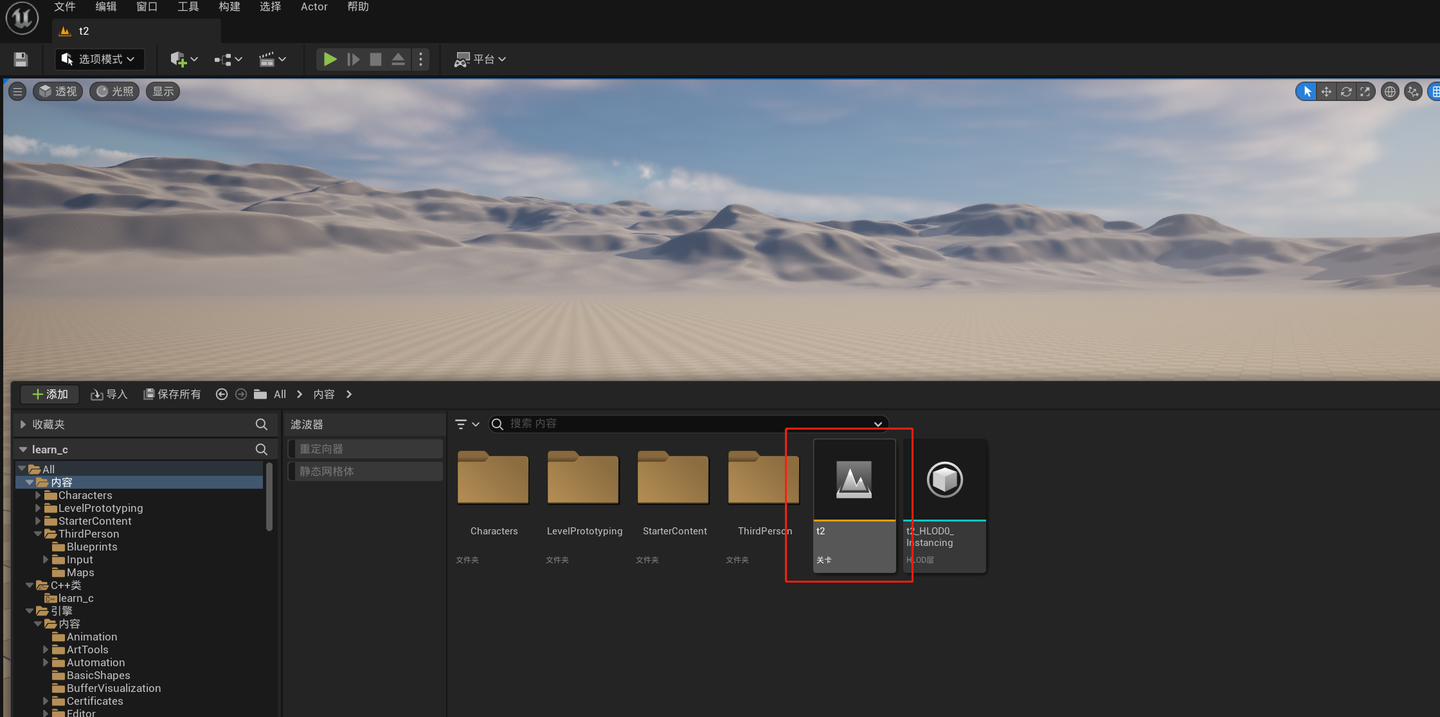 文件 编辑 窗口 工具 构建 选择 Actor 帮助
t2
选项模式 平台
透视 光照 显示
添加 导入 保存所有 All 内容
收藏夹
learn_c
All
内容
Characters
LevelPrototyping
StarterContent
ThirdPerson
Blueprints
Input
Maps
C++类
learn_c
引擎
内容
Animation
ArtTools
Automation
BasicShapes
BufferVisualization
Certificates
Editor
滤波器
重定向器
静态网格体
搜索 内容
Characters
文件夹
LevelPrototyping
文件夹
StarterContent
文件夹
ThirdPerson
文件夹
t2
关卡
t2_HLOD0_
Instancing
HLOD层